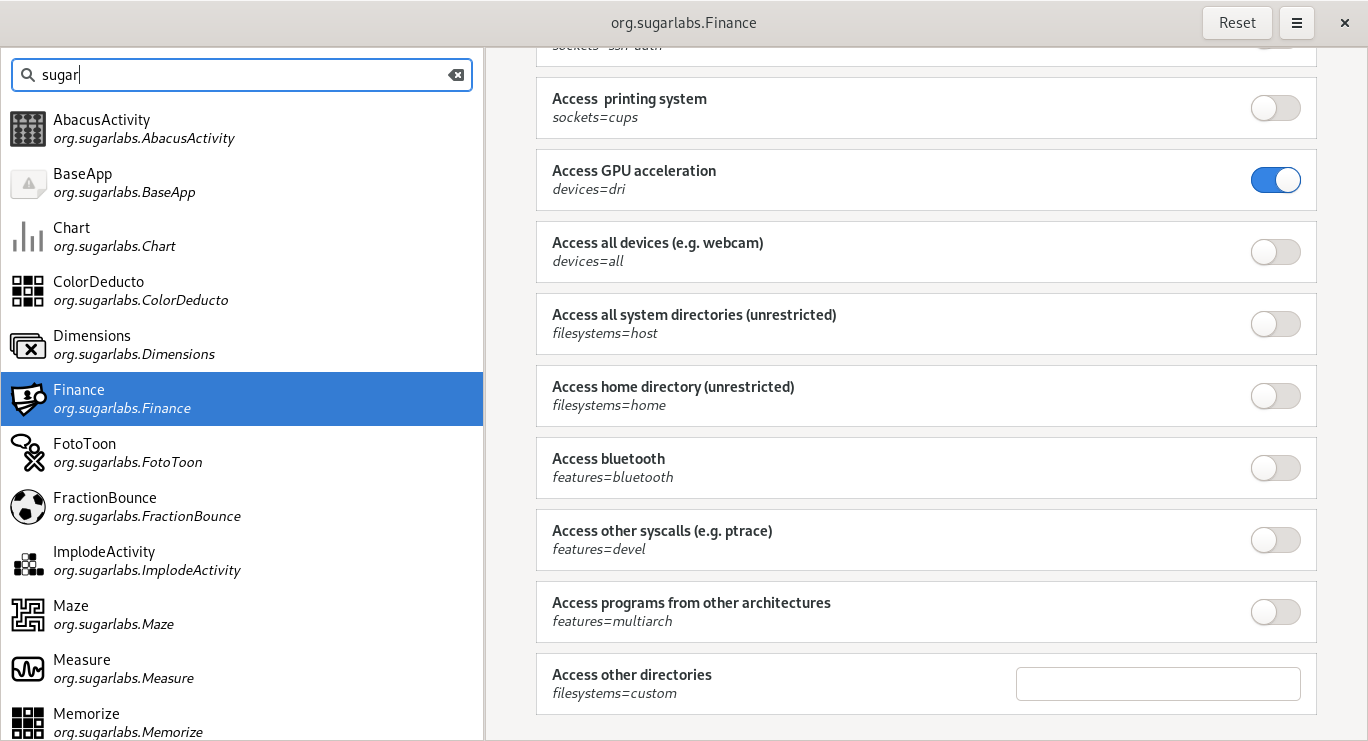 org.sugarlabs.Finance
Reset
sugar
AbacusActivity
org.sugarlabs.AbacusActivity
BaseApp
org.sugarlabs.BaseApp
Chart
org.sugarlabs.Chart
ColorDeducto
org.sugarlabs.ColorDeducto
Dimensions
org.sugarlabs.Dimensions
Finance
org.sugarlabs.Finance
FotoToon
org.sugarlabs.FotoToon
FractionBounce
org.sugarlabs.FractionBounce
ImplodeActivity
org.sugarlabs.ImplodeActivity
Maze
org.sugarlabs.Maze
Measure
org.sugarlabs.Measure
Memorize
org.sugarlabs.Memorize
sockets=ssh-auth
Access  printing system
sockets=cups
Access GPU acceleration
devices=dri
Access all devices (e.g. webcam)
devices=all
Access all system directories (unrestricted)
filesystems=host
Access home directory (unrestricted)
filesystems=home
Access bluetooth
features=bluetooth
Access other syscalls (e.g. ptrace)
features=devel
Access programs from other architectures
features=multiarch
Access other directories
filesystems=custom